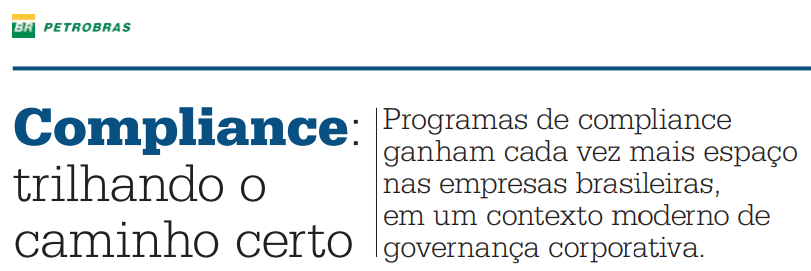 BR PETROBRAS
Compliance:
trilhando o
caminho certo
Programas de compliance
ganham cada vez mais espaço
nas empresas brasileiras,
em um contexto moderno de
governança corporativa.